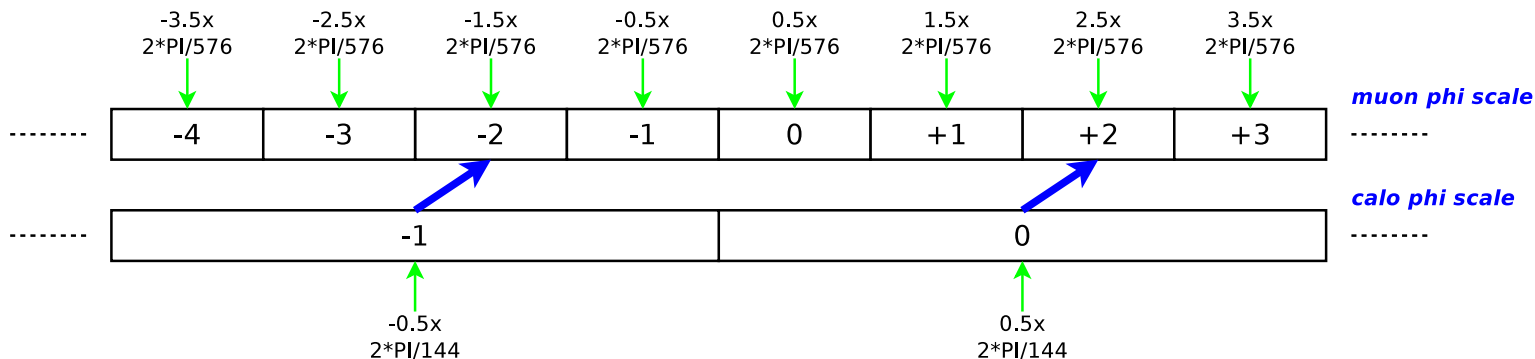 -3.5x -2.5x -1.5x -0.5x 0.5x 1.5x 2.5x 3.5x
2*PI/576 2*PI/576 2*PI/576 2*PI/576 2*PI/576 2*PI/576 2*PI/576 2*PI/576
muon phi scale
-4 -3 -2 -1 0 +1 +2 +3
calo phi scale
-1 0
-0.5x 0.5x
2*PI/144 2*PI/144